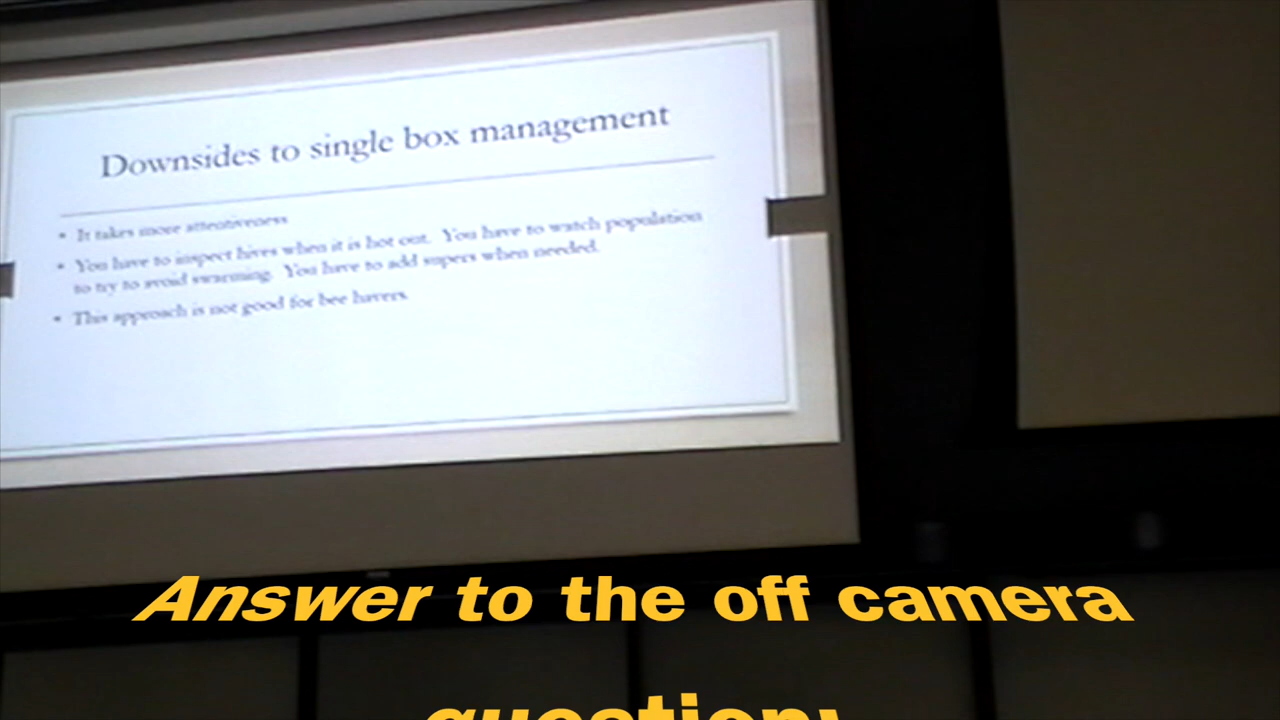 Downsides to single box management
• It takes more attentiveness
• You have to inspect hives when it is hot out. You have to watch population
to try to avoid swarming. You have to add supers when needed.
• This approach is not good for bee havers
Answer to the off camera
question: